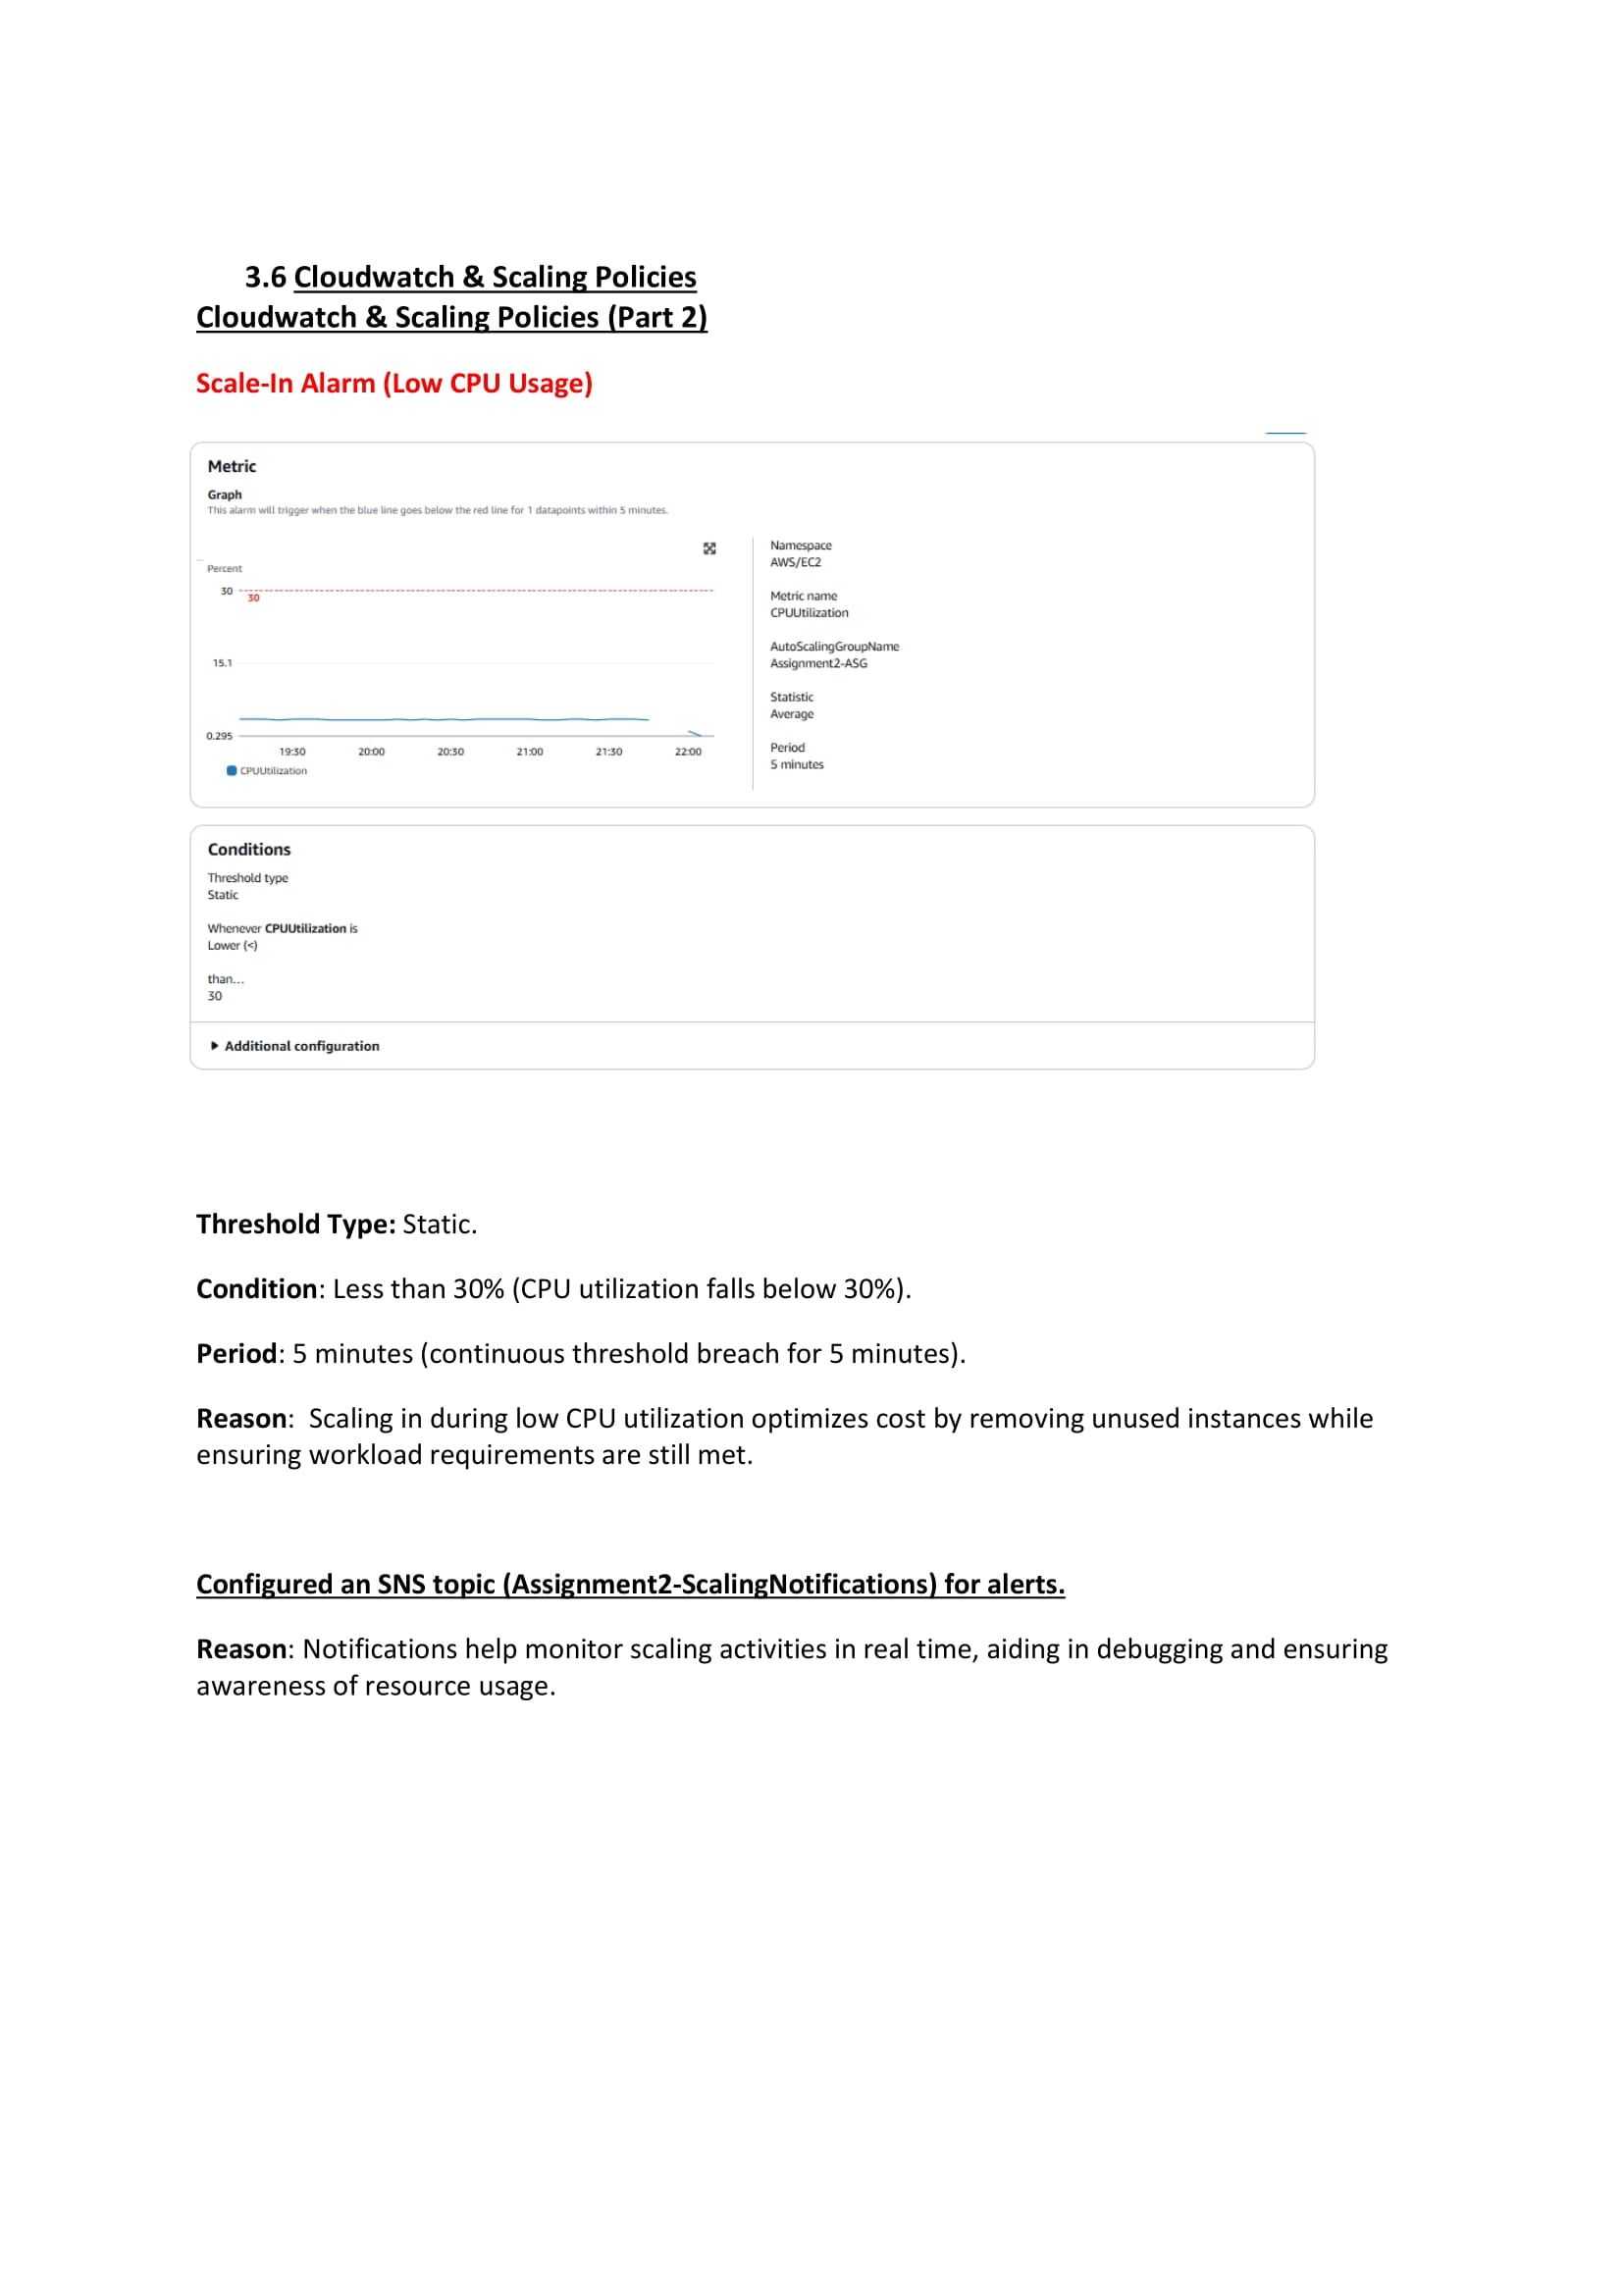 3.6 Cloudwatch & Scaling Policies
Cloudwatch & Scaling Policies (Part 2)
Scale-In Alarm (Low CPU Usage)
Metric
Graph
This alarm will trigger when the blue line goes below the red line for 1 datapoints within 5 minutes.
Percent
30
30
15.1
0.295
19:30 20:00 20:30 21:00 21:30 22:00
CPUUtilization
Namespace
AWS/EC2
Metric name
CPUUtilization
AutoScalingGroupName
Assignment2-ASG
Statistic
Average
Period
5 minutes
Conditions
Threshold type
Static
Whenever CPUUtilization is
Lower (<)
than...
30
Additional configuration
Threshold Type: Static.
Condition: Less than 30% (CPU utilization falls below 30%).
Period: 5 minutes (continuous threshold breach for 5 minutes).
Reason:  Scaling in during low CPU utilization optimizes cost by removing unused instances while
ensuring workload requirements are still met.
Configured an SNS topic (Assignment2-ScalingNotifications) for alerts.
Reason: Notifications help monitor scaling activities in real time, aiding in debugging and ensuring
awareness of resource usage.